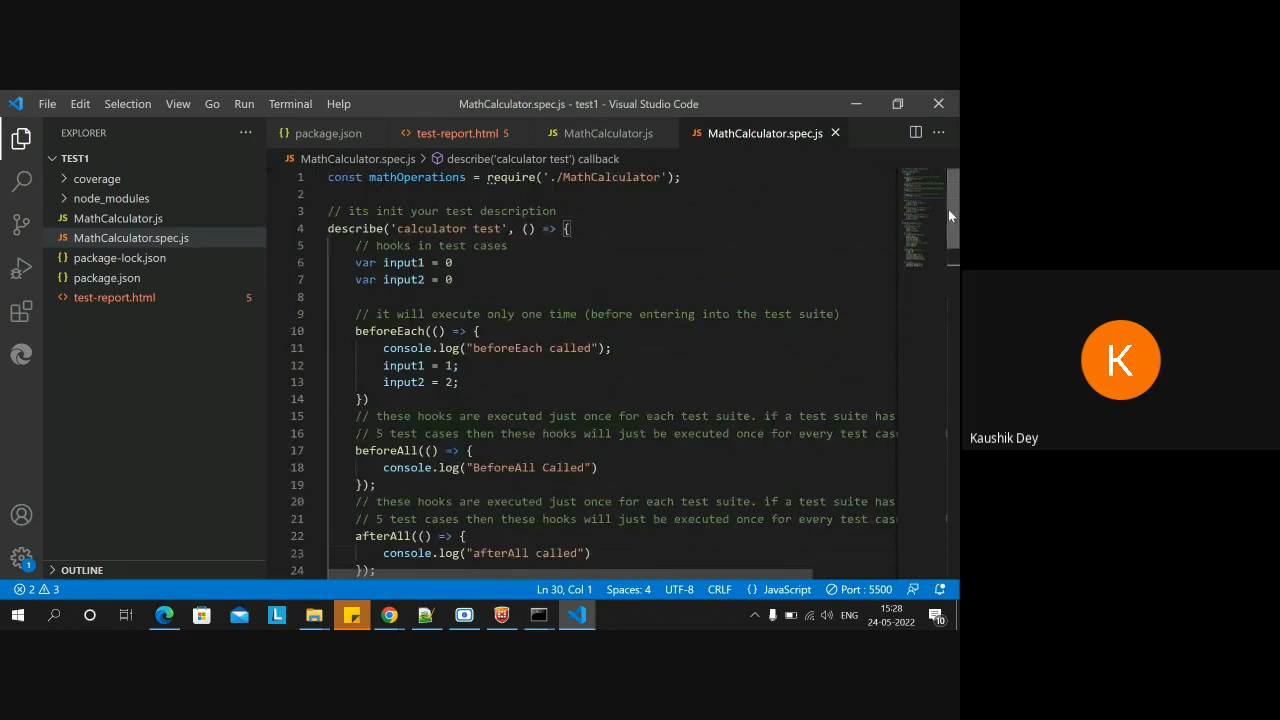 File Edit Selection View Go Run Terminal Help
MathCalculator.spec.js - test1 - Visual Studio Code
EXPLORER
TEST1
coverage
node_modules
MathCalculator.js
MathCalculator.spec.js
package-lock.json
package.json
test-report.html 5
OUTLINE
package.json test-report.html 5 MathCalculator.js MathCalculator.spec.js
MathCalculator.spec.js describe('calculator test') callback
1 const mathOperations = require('./MathCalculator');
2
3 // its init your test description
4 describe('calculator test', () => {
5 // hooks in test cases
6 var input1 = 0
7 var input2 = 0
8
9 // it will execute only one time (before entering into the test suite)
10 beforeEach(() => {
11 console.log("beforeEach called");
12 input1 = 1;
13 input2 = 2;
14 })
15 // these hooks are executed just once for each test suite. if a test suite has
16 // 5 test cases then these hooks will just be executed once for every test cas
17 beforeAll(() => {
18 console.log("BeforeAll Called")
19 });
20 // these hooks are executed just once for each test suite. if a test suite has
21 // 5 test cases then these hooks will just be executed once for every test cas
22 afterAll(() => {
23 console.log("afterAll called")
24 });
2 3 Ln 30, Col 1 Spaces: 4 UTF-8 CRLF {} JavaScript Port : 5500
1
L ENG 15:28
24-05-2022 10
K
Kaushik Dey